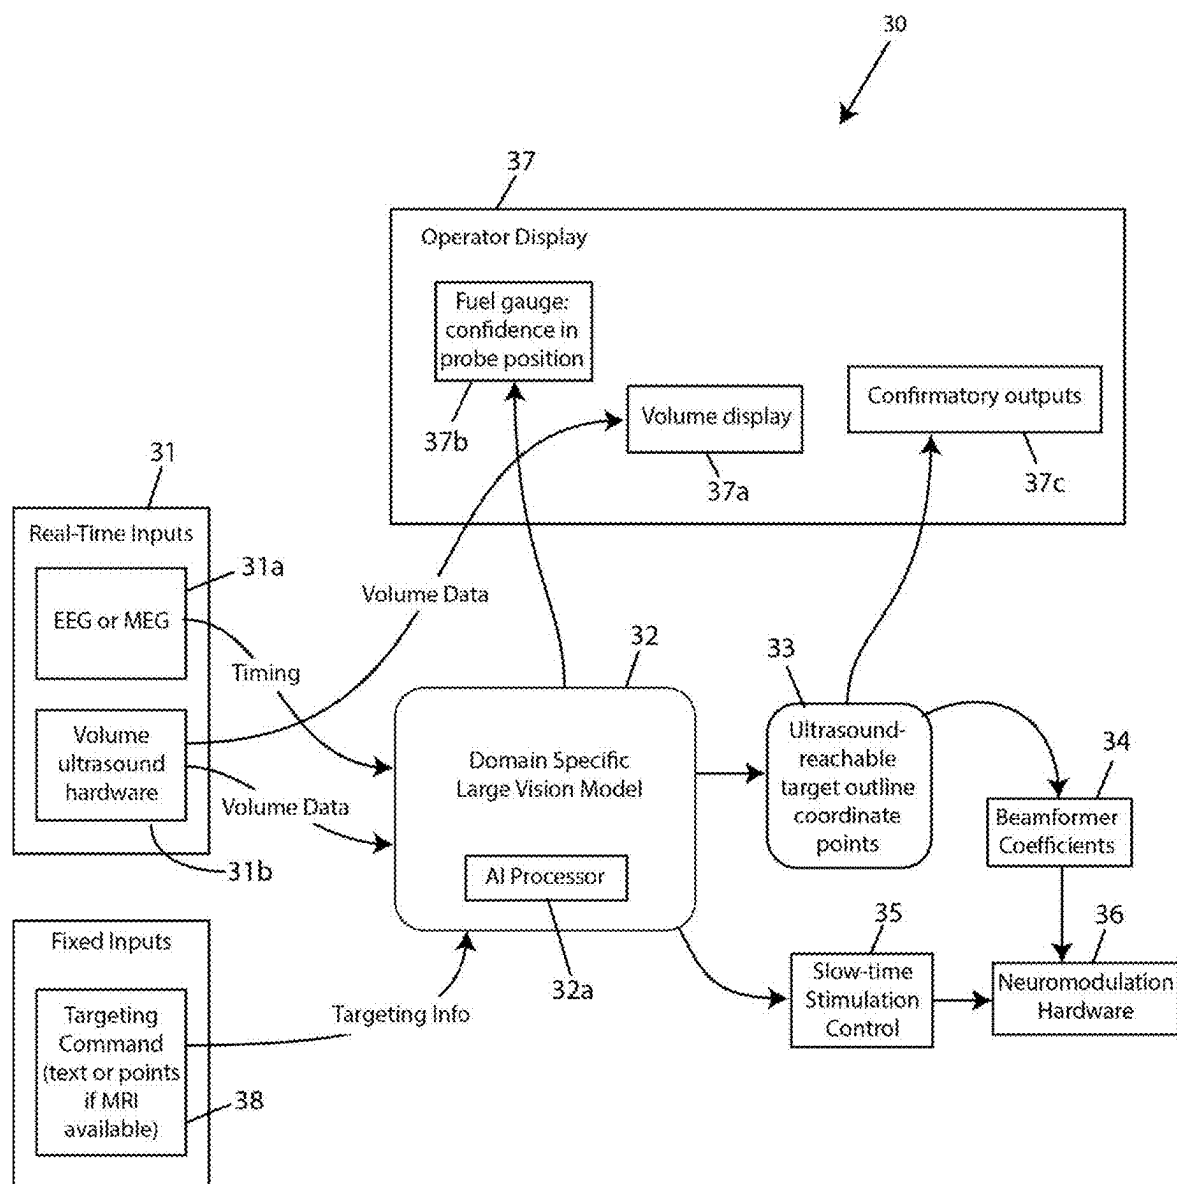 30
37
Operator Display
Fuel gauge:
confidence in
probe position
37b
Volume display
37a
Confirmatory outputs
37c
31
Real-Time Inputs
31a
EEG or MEG
Timing
Volume Data
Volume
ultrasound
hardware
Volume Data
31b
32
Domain Specific
Large Vision Model
AI Processor
32a
33
Ultrasound-
reachable
target outline
coordinate
points
34
Beamformer
Coefficients
35
Slow-time
Stimulation
Control
36
Neuromodulation
Hardware
Fixed Inputs
Targeting
Command
(text or points
if MRI
available)
38
Targeting Info